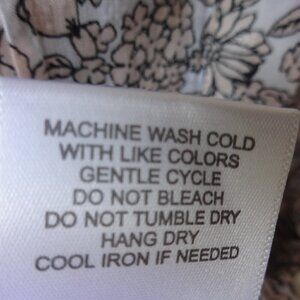 MACHINE WASH COLD
WITH LIKE COLORS
GENTLE CYCLE
DO NOT BLEACH
DO NOT TUMBLE DRY
HANG DRY
COOL IRON IF NEEDED